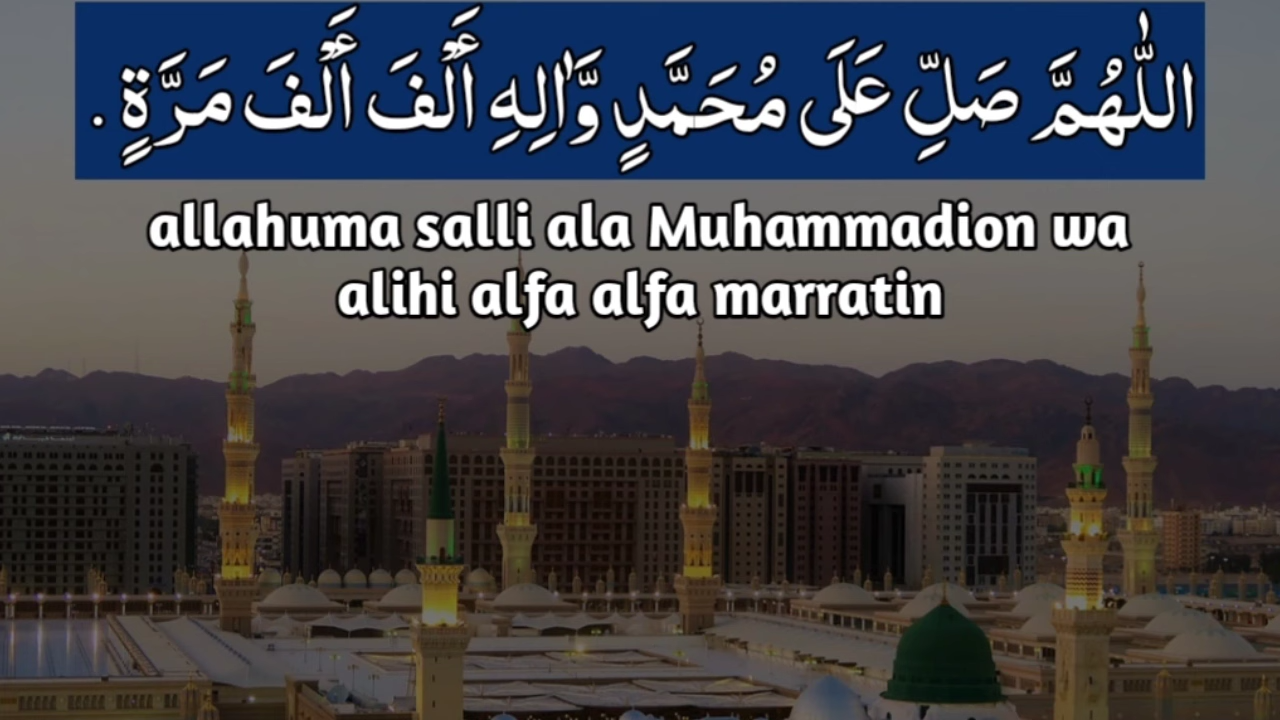 اللّٰهُمَّ صَلِّ عَلَى مُحَمَّدٍ وَّاٰلِهِ أَلْفَ أَلْفَ مَرَّةٍ .
allahuma salli ala Muhammadion wa
alihi alfa alfa marratin